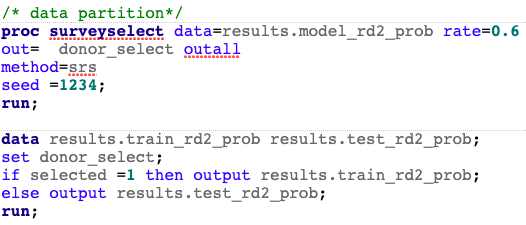 /* data partition*/
proc surveyselect data=results.model_rd2_prob rate=0.6
out=  donor_select outall
method=srs
seed =1234;
run;
data results.train_rd2_prob results.test_rd2_prob;
set donor_select;
if selected =1 then output results.train_rd2_prob;
else output results.test_rd2_prob;
run;